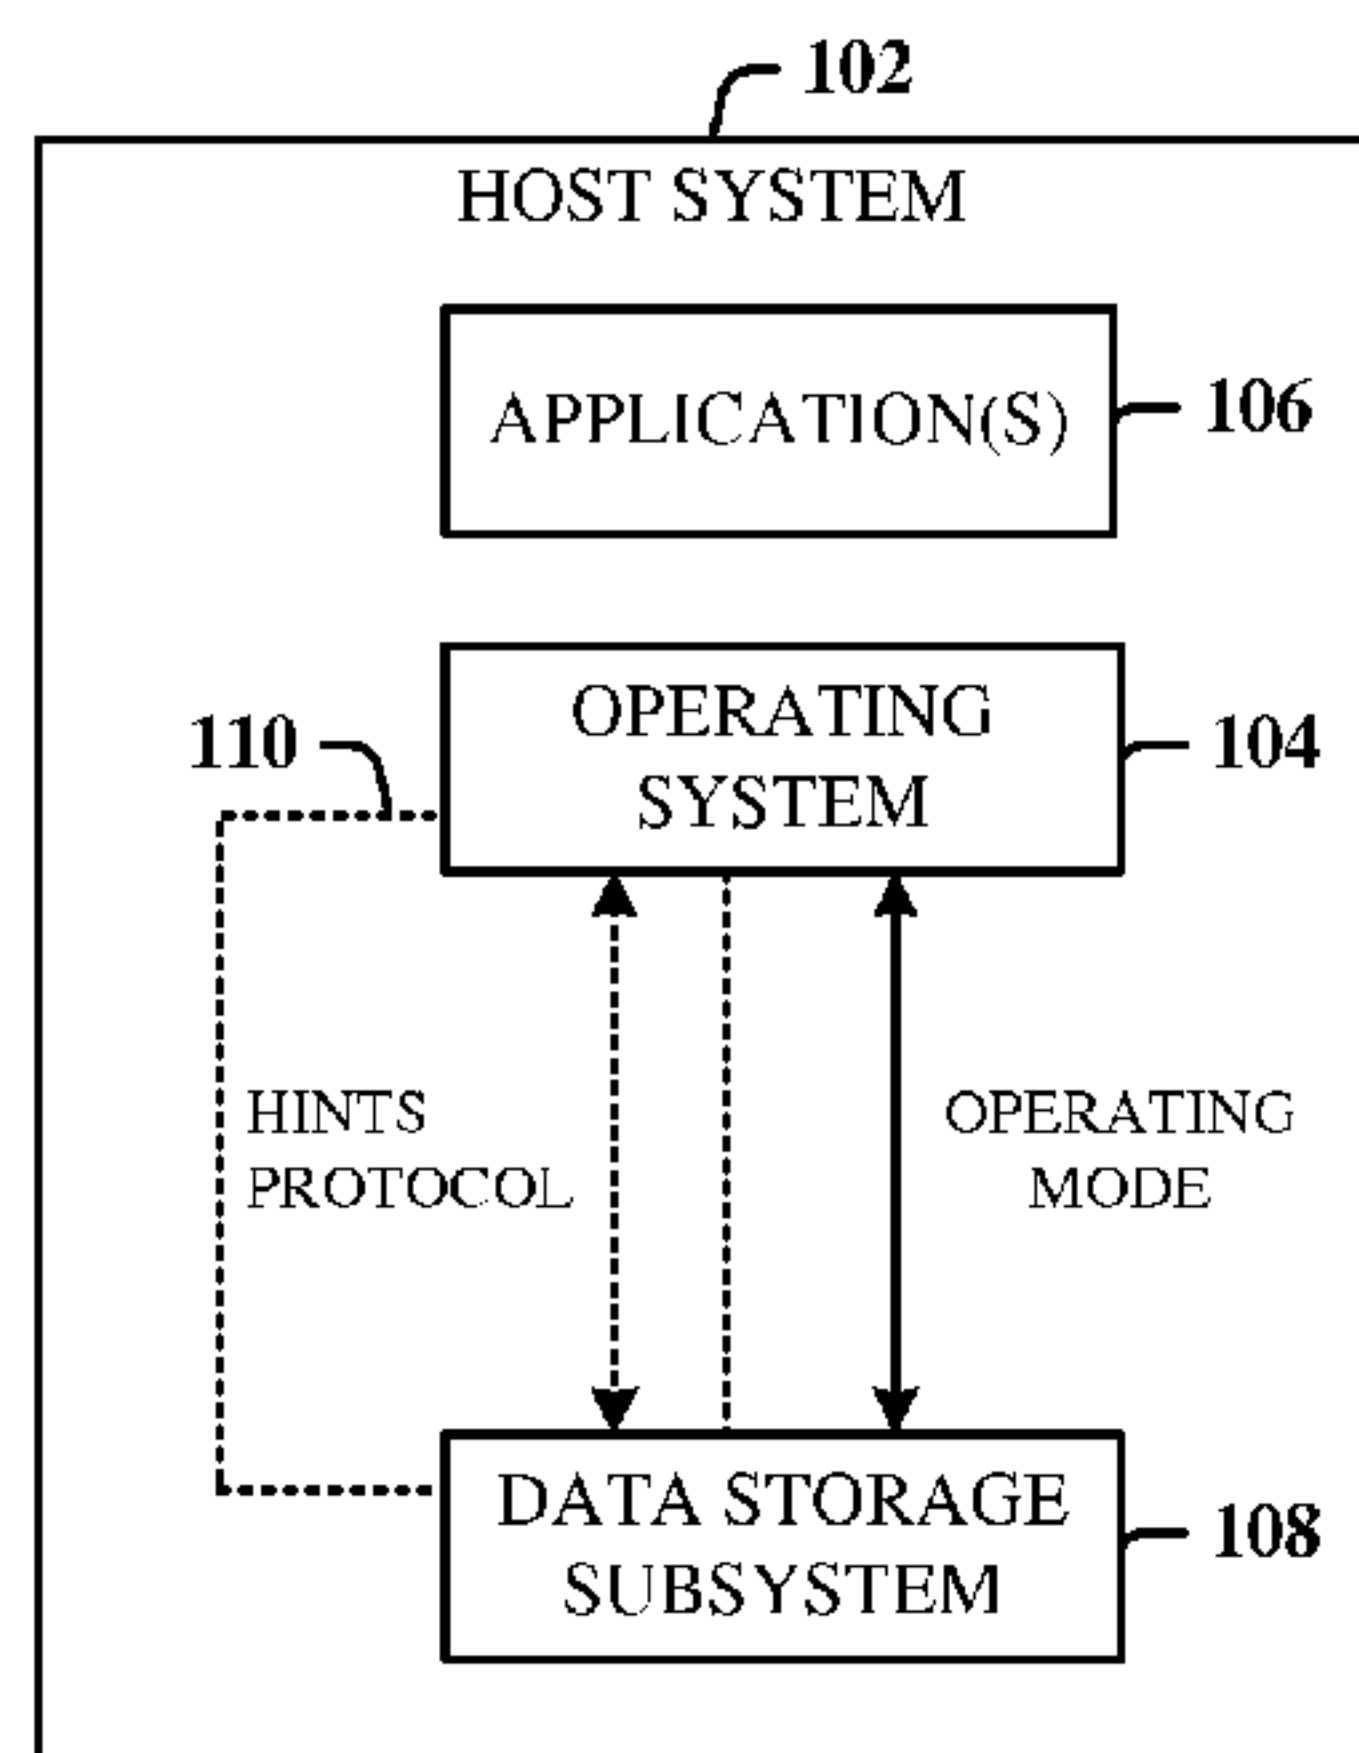 102
HOST SYSTEM
APPLICATION(S)
106
OPERATING
SYSTEM
104
110
HINTS
PROTOCOL
OPERATING
MODE
DATA STORAGE
SUBSYSTEM
108